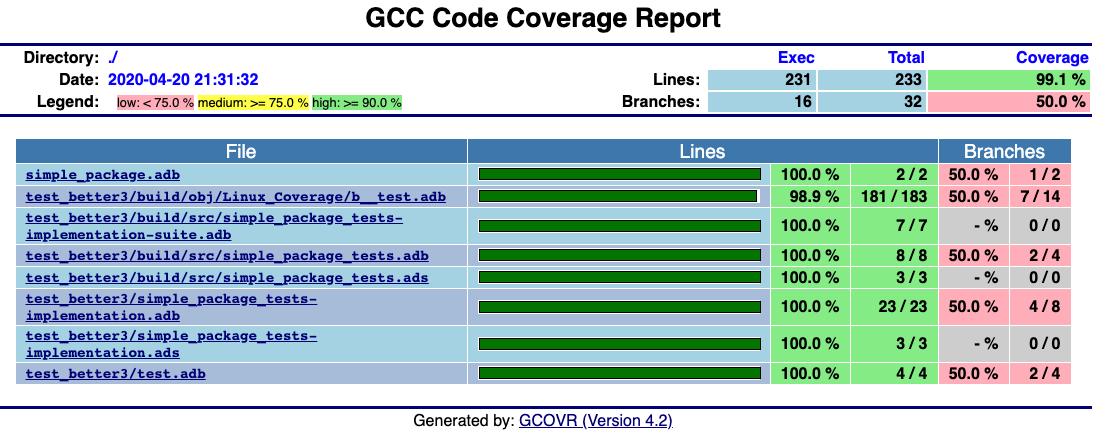 GCC Code Coverage Report
Directory: ./
Date: 2020-04-20 21:31:32
Legend: low: < 75.0 % medium: >= 75.0 % high: >= 90.0 %
Exec Total Coverage
Lines: 231 233 99.1 %
Branches: 16 32 50.0 %
File Lines Branches
simple_package.adb 100.0 % 2 / 2 50.0 % 1 / 2
test_better3/build/obj/Linux_Coverage/b__test.adb 98.9 % 181 / 183 50.0 % 7 / 14
test_better3/build/src/simple_package_tests-
implementation-suite.adb 100.0 % 7 / 7 - % 0 / 0
test_better3/build/src/simple_package_tests.adb 100.0 % 8 / 8 50.0 % 2 / 4
test_better3/build/src/simple_package_tests.ads 100.0 % 3 / 3 - % 0 / 0
test_better3/simple_package_tests-
implementation.adb 100.0 % 23 / 23 50.0 % 4 / 8
test_better3/simple_package_tests-
implementation.ads 100.0 % 3 / 3 - % 0 / 0
test_better3/test.adb 100.0 % 4 / 4 50.0 % 2 / 4
Generated by: GCOVR (Version 4.2)